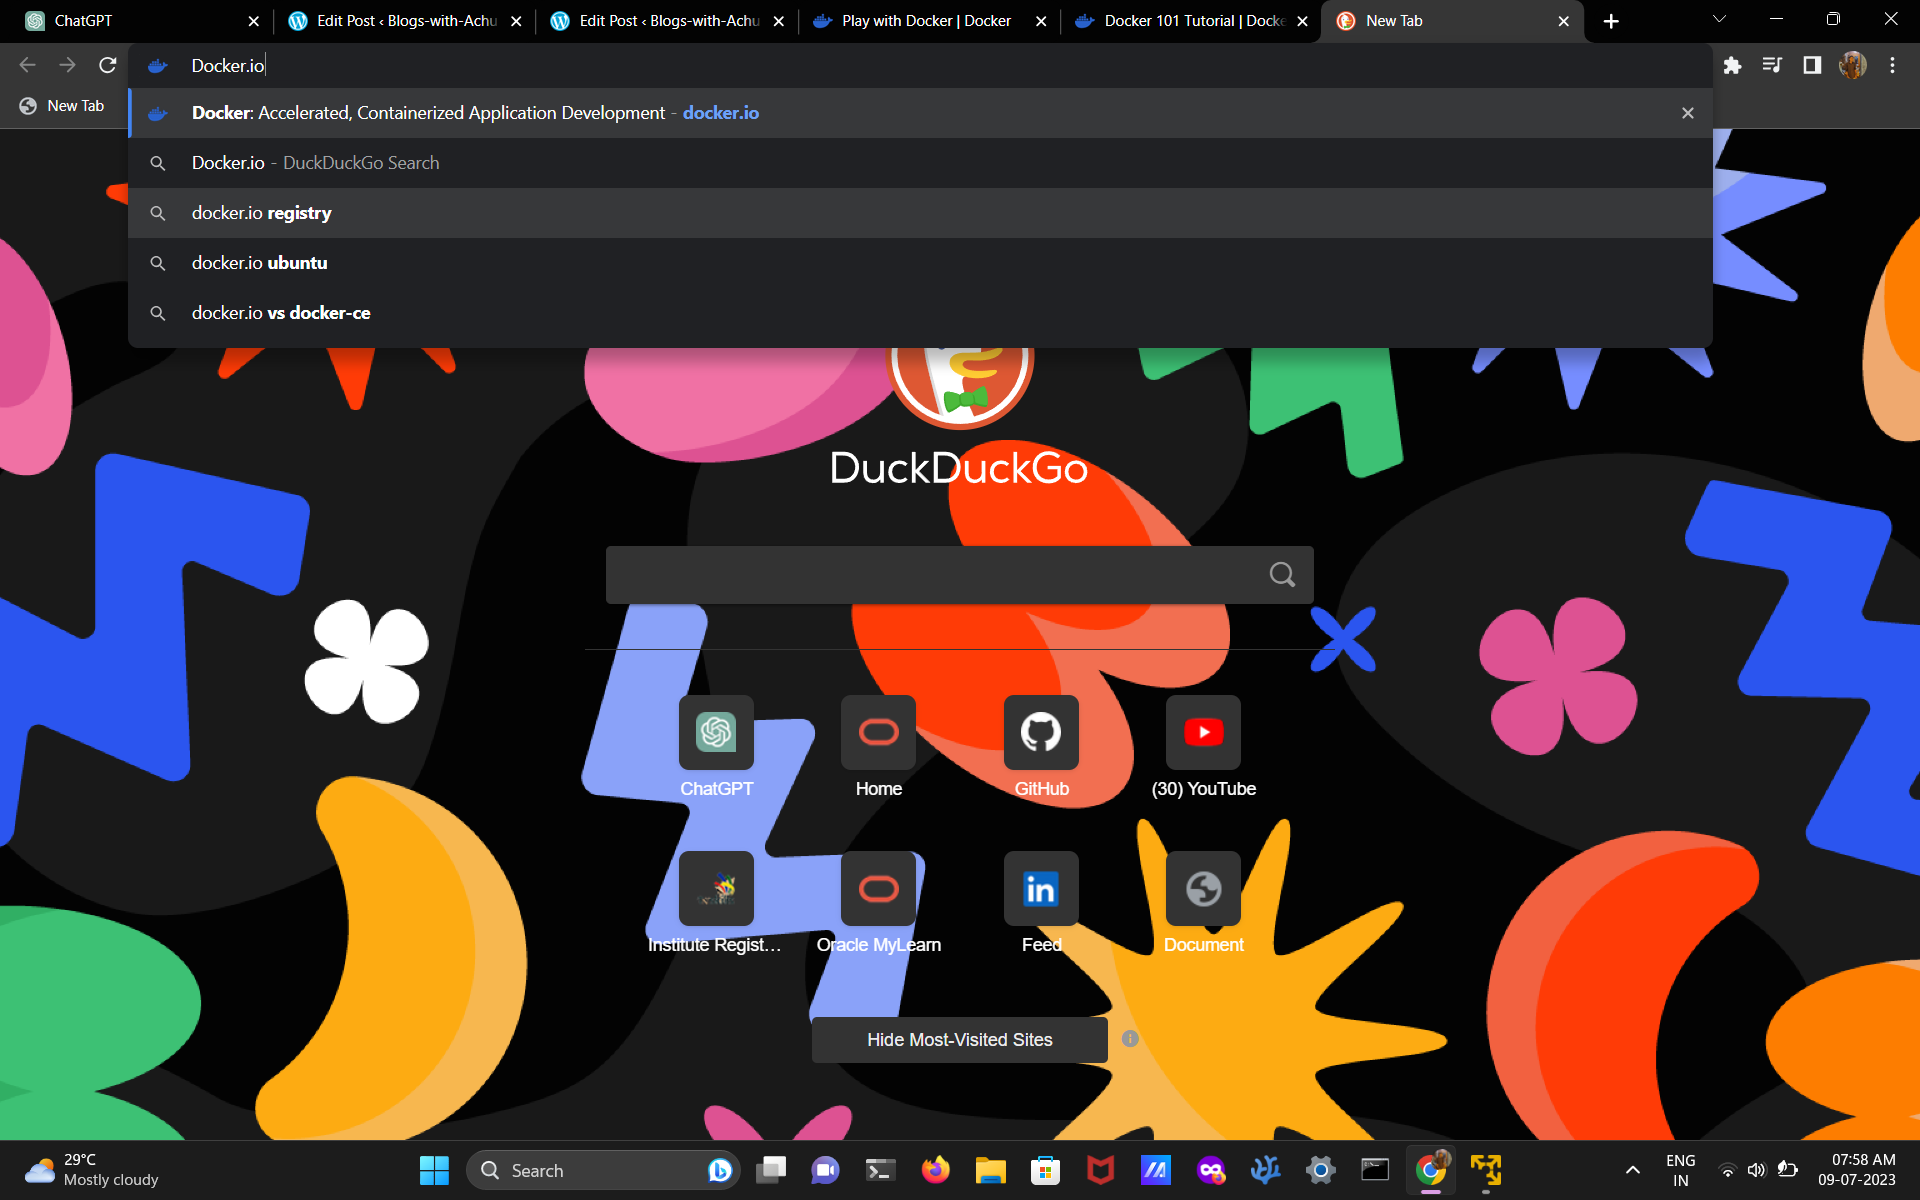 ChatGPT
Edit Post ‹ Blogs-with-Achu
Edit Post ‹ Blogs-with-Achu
Play with Docker | Docker
Docker 101 Tutorial | Docke
New Tab
Docker.io
New Tab
Docker: Accelerated, Containerized Application Development - docker.io
Docker.io - DuckDuckGo Search
docker.io registry
docker.io ubuntu
docker.io vs docker-ce
DuckDuckGo
ChatGPT
Home
GitHub
(30) YouTube
Institute Regist...
Oracle MyLearn
Feed
Document
Hide Most-Visited Sites
29°C
Mostly cloudy
Search
ENG
IN
07:58 AM
09-07-2023